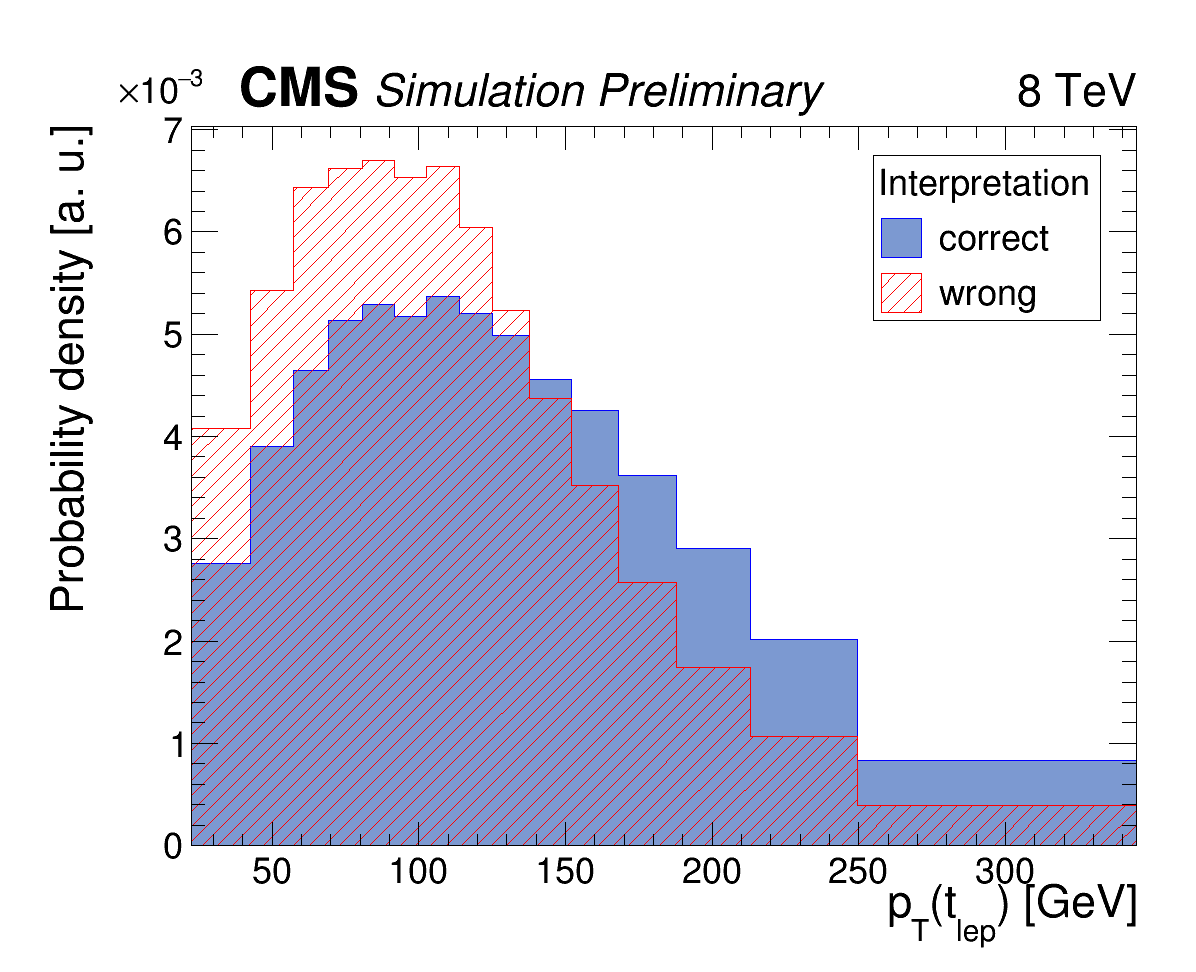 ×10⁻³ CMS Simulation Preliminary 8 TeV
Probability density [a. u.]
7
6
5
4
3
2
1
0
Interpretation
correct
wrong
50 100 150 200 250 300
p_T(t_lep) [GeV]